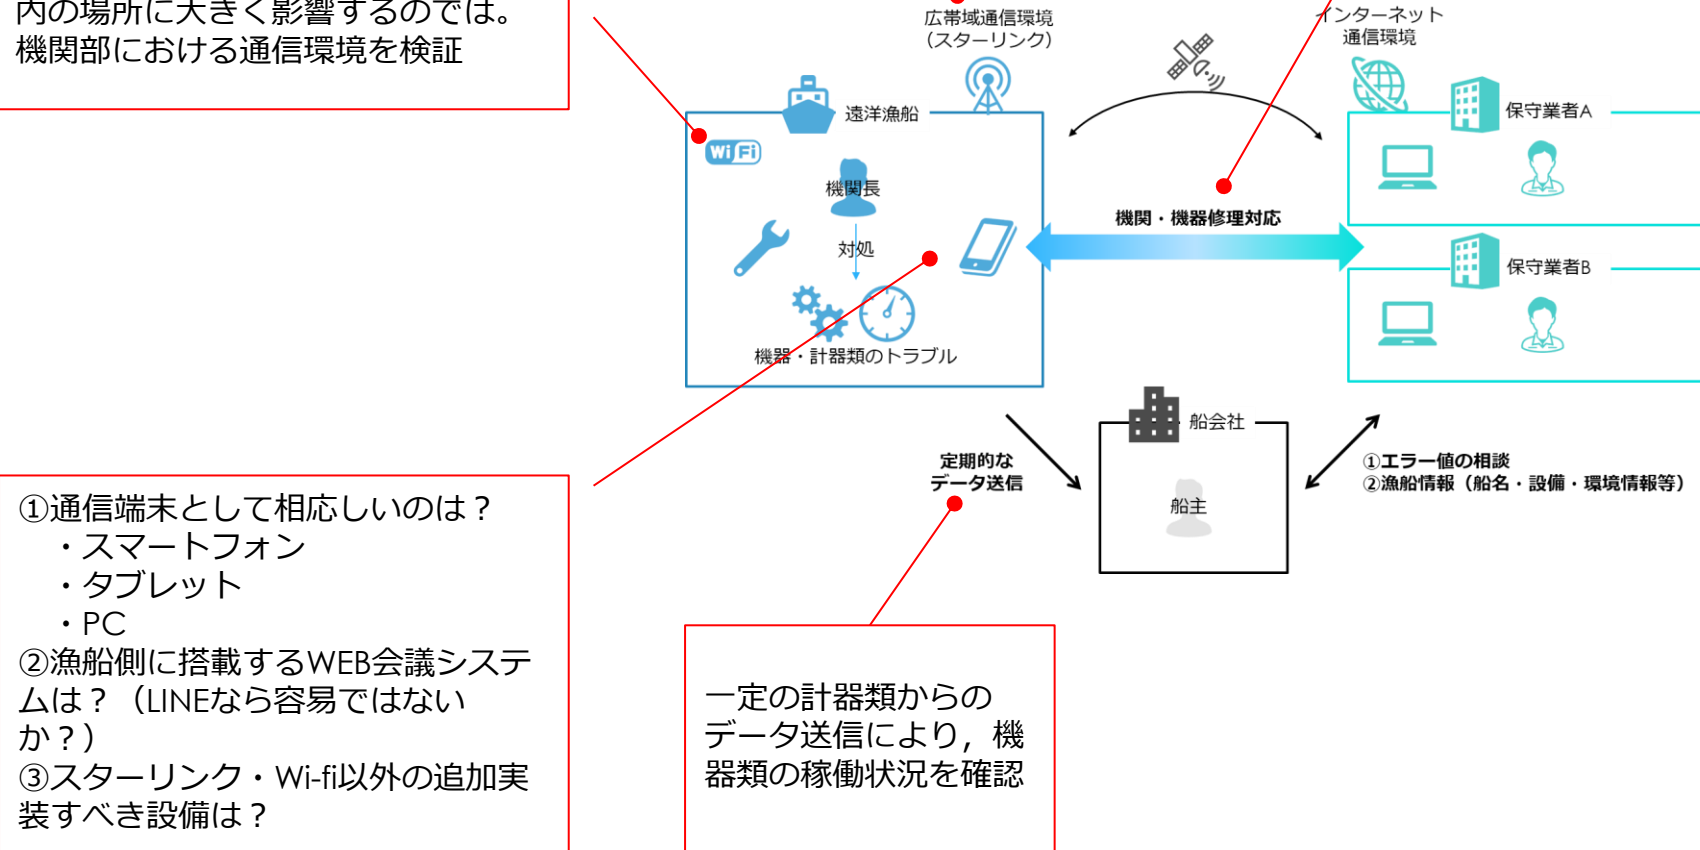 内の場所に大きく影響するのでは。
機関部における通信環境を検証
広帯域通信環境
（スターリンク）
インターネット
通信環境
遠洋漁船
保守業者A
Wi Fi
機関長
機関・機器修理対応
対処
保守業者B
機器・計器類のトラブル
船会社
定期的な
データ送信
①エラー値の相談
②漁船情報（船名・設備・環境情報等）
船主
①通信端末として相応しいのは？
・スマートフォン
・タブレット
・PC
②漁船側に搭載するWEB会議システ
ムは？（LINEなら容易ではない
か？）
③スターリンク・Wi-fi以外の追加実
装すべき設備は？
一定の計器類からの
データ送信により，機
器類の稼働状況を確認